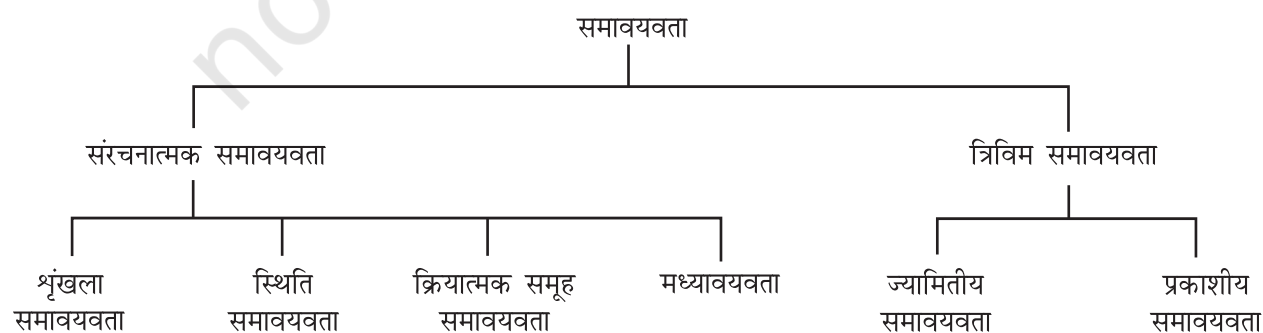 no
समावयवता
संरचनात्मक समावयवता
त्रिविम समावयवता
शृंखला
समावयवता
स्थिति
समावयवता
क्रियात्मक समूह
समावयवता
मध्यावयवता
ज्यामितीय
समावयवता
प्रकाशीय
समावयवता